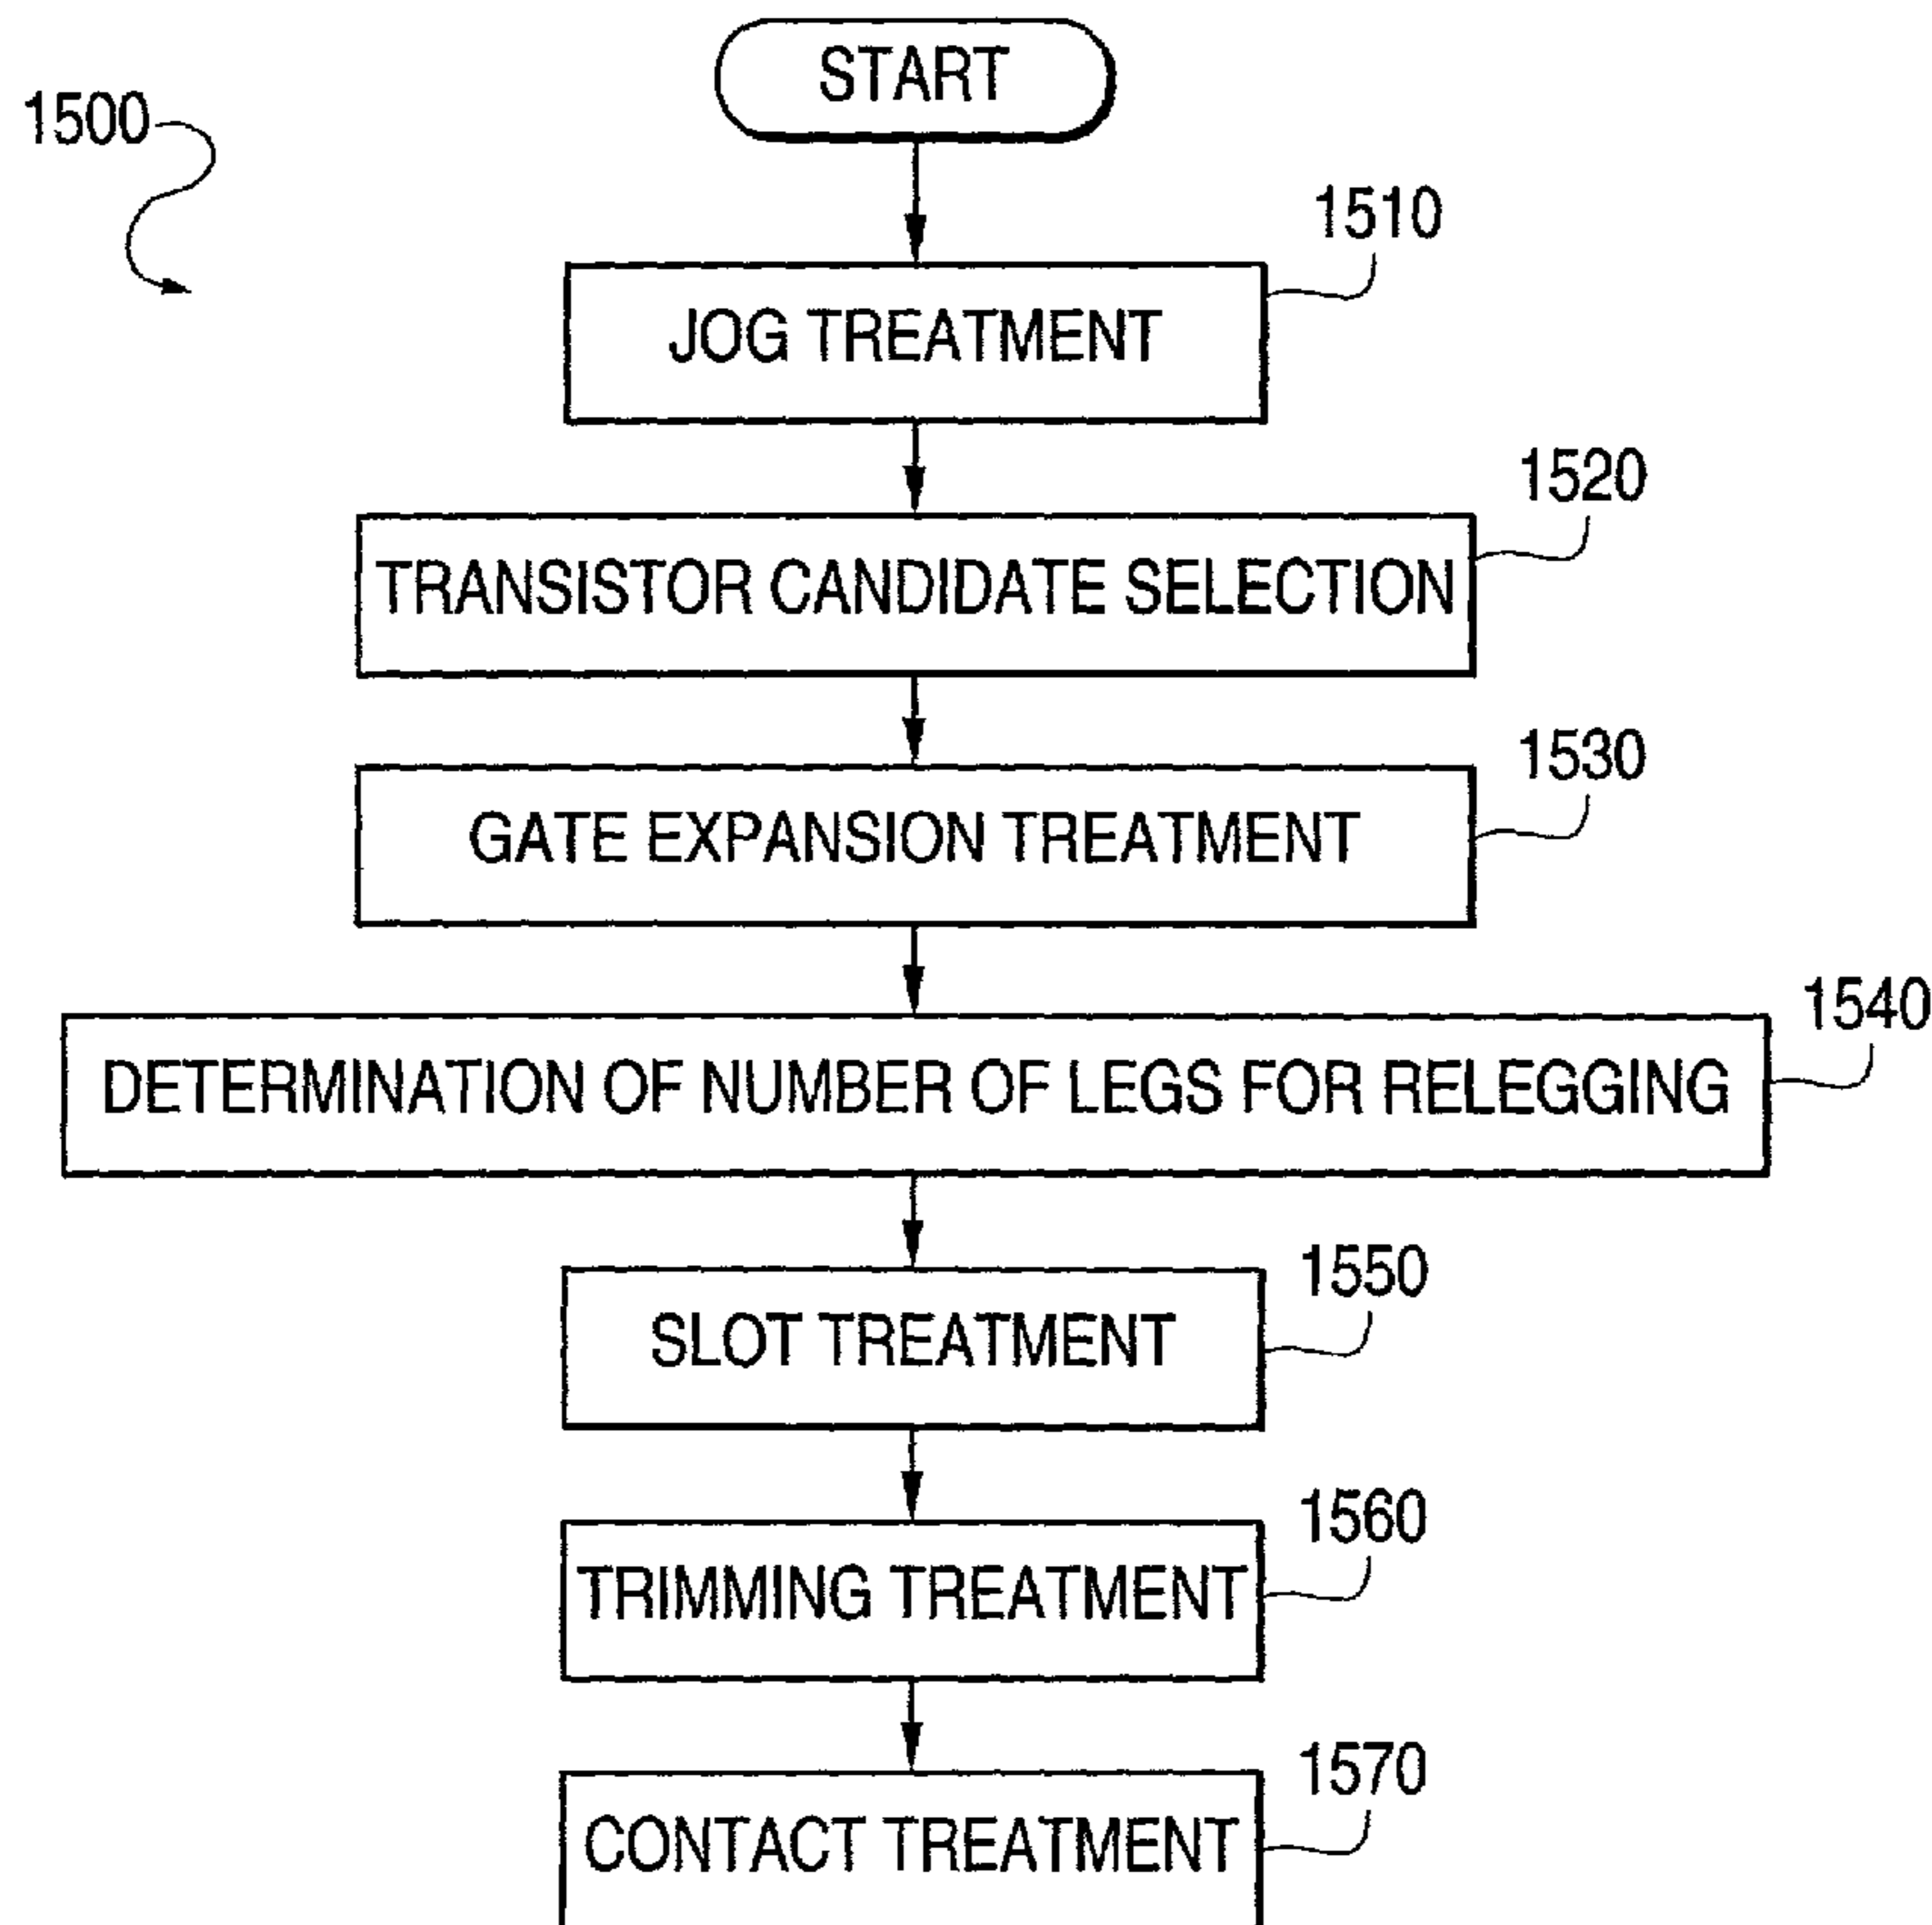 START
1500
1510
JOG TREATMENT
1520
TRANSISTOR CANDIDATE SELECTION
1530
GATE EXPANSION TREATMENT
1540
DETERMINATION OF NUMBER OF LEGS FOR RELEGGING
1550
SLOT TREATMENT
1560
TRIMMING TREATMENT
1570
CONTACT TREATMENT